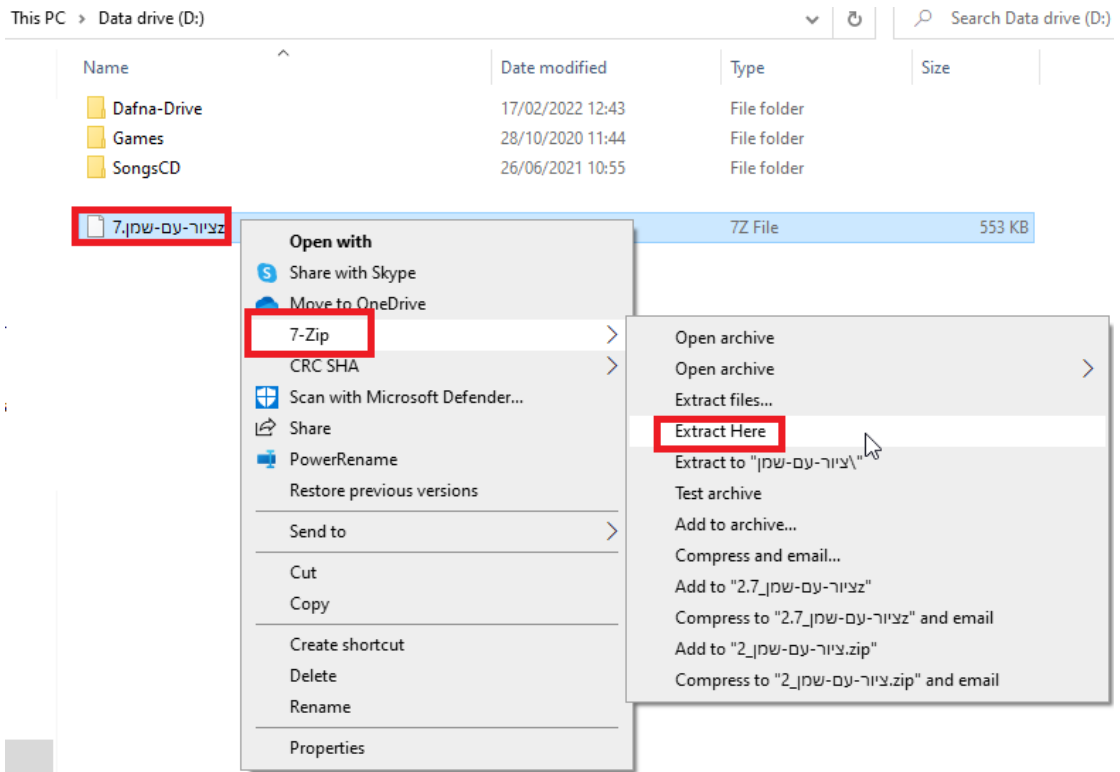 This PC > Data drive (D:)
Search Data drive (D:)
Name Date modified Type Size
Dafna-Drive 17/02/2022 12:43 File folder
Games 28/10/2020 11:44 File folder
SongsCD 26/06/2021 10:55 File folder
ציור-עם-שמן.7z 7Z File 553 KB
Open with
Share with Skype
Move to OneDrive
7-Zip
CRC SHA
Scan with Microsoft Defender...
Share
PowerRename
Restore previous versions
Send to
Cut
Copy
Create shortcut
Delete
Rename
Properties
Open archive
Open archive
Extract files...
Extract Here
Extract to "ציור-עם-שמן\"
Test archive
Add to archive...
Compress and email...
Add to "ציור-עם-שמן_2.7z"
Compress to "ציור-עם-שמן_2.7z" and email
Add to "ציור-עם-שמן_2.zip"
Compress to "ציור-עם-שמן_2.zip" and email